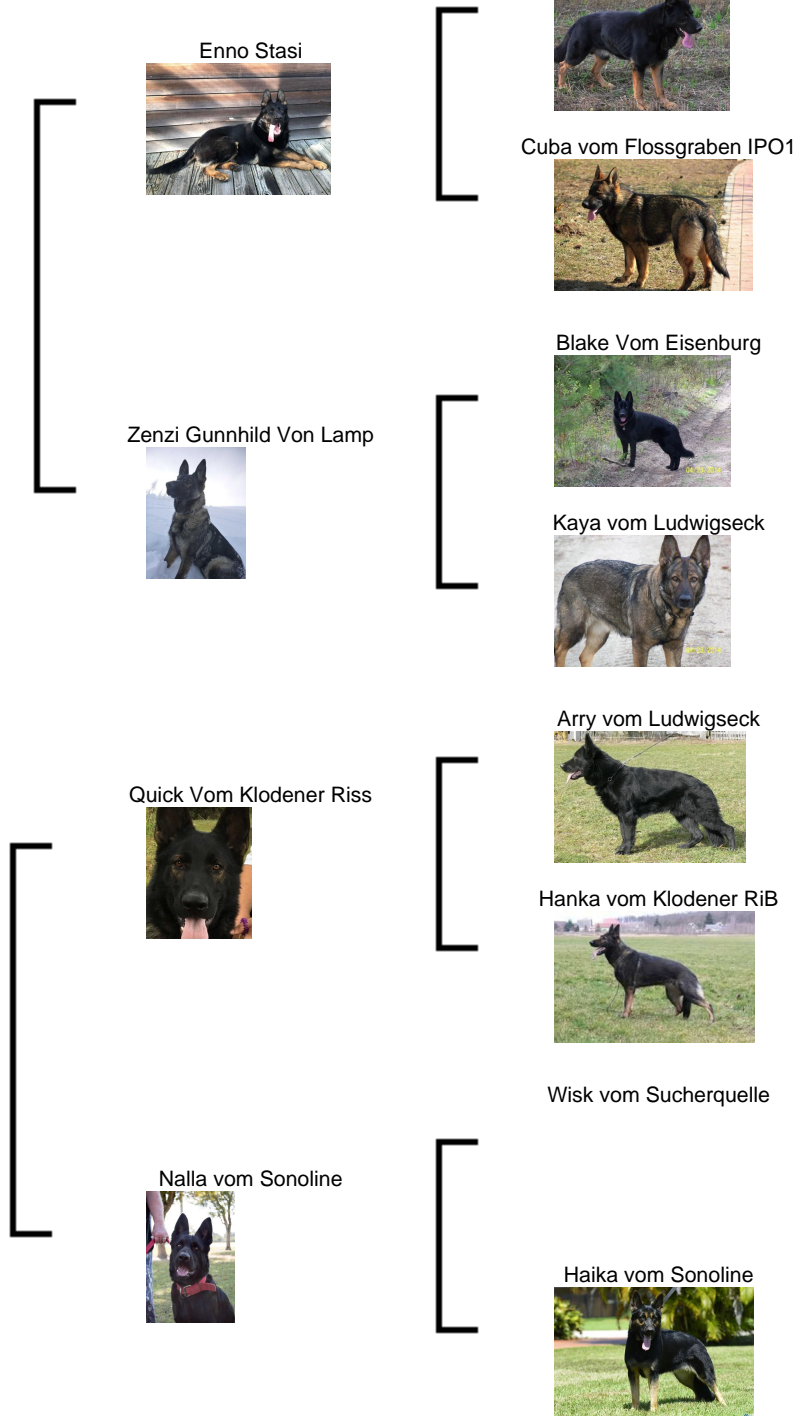 Enno Stasi
Cuba vom Flossgraben IPO1
Blake Vom Eisenburg
Zenzi Gunnhild Von Lamp
Kaya vom Ludwigseck
Arry vom Ludwigseck
Quick Vom Klodener Riss
Hanka vom Klodener RiB
Wisk vom Sucherquelle
Nalla vom Sonoline
Haika vom Sonoline